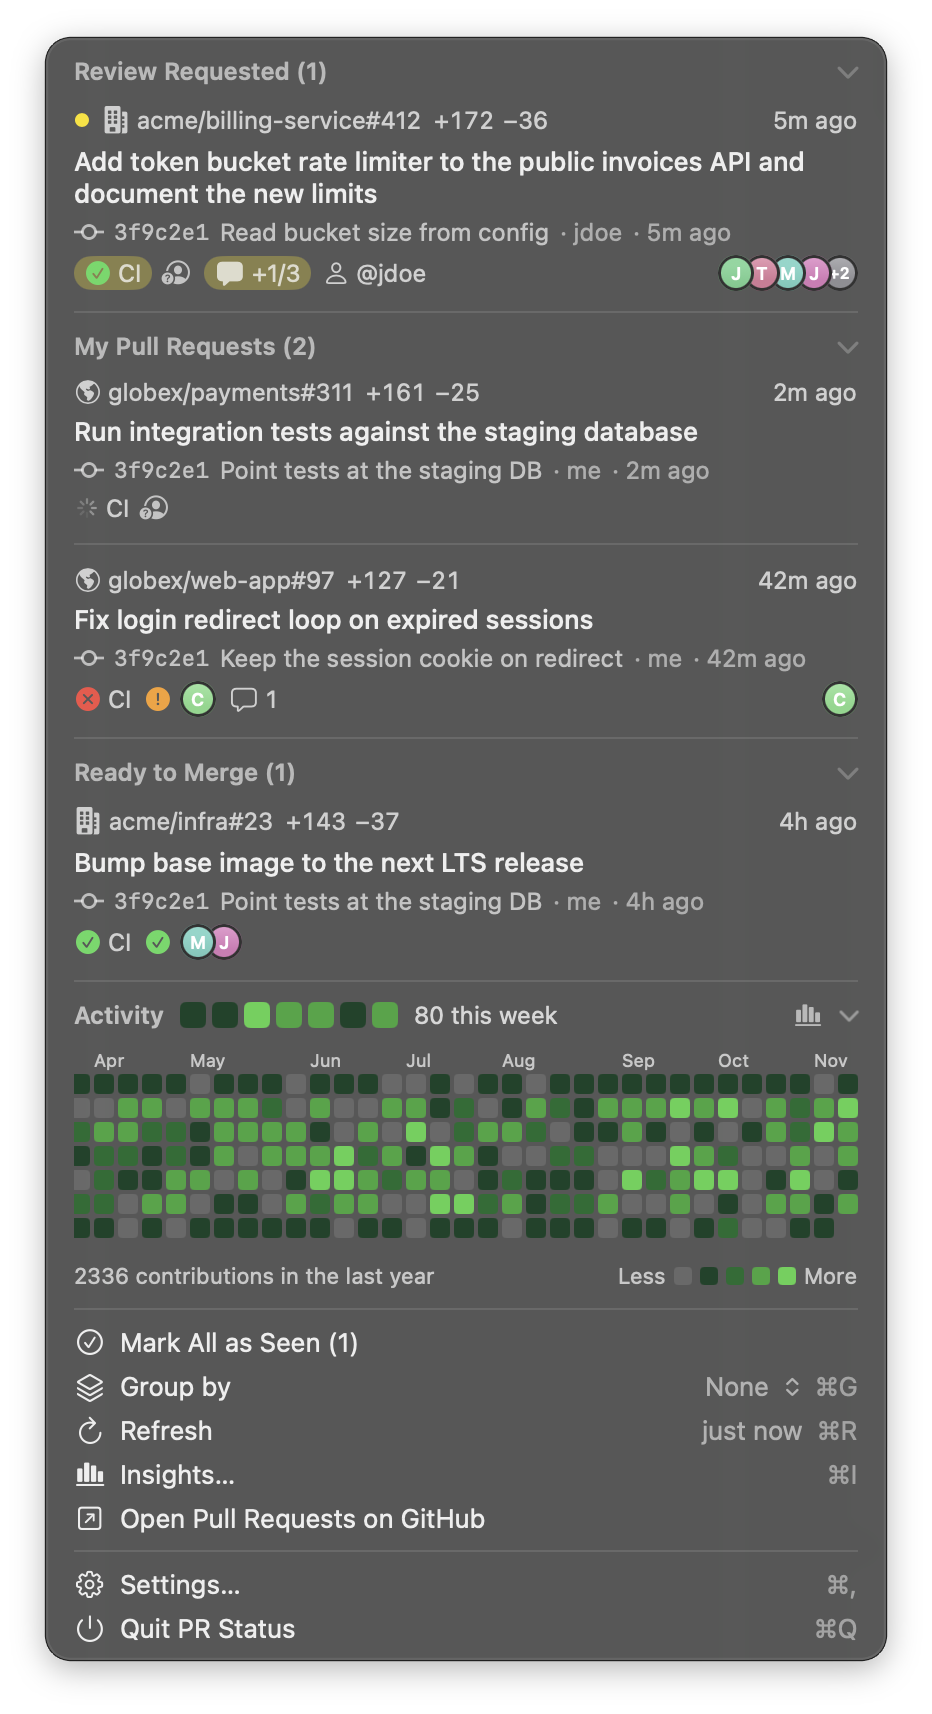 Review Requested (1)
acme/billing-service#412 +172 −36 5m ago
Add token bucket rate limiter to the public invoices API and
document the new limits
3f9c2e1 Read bucket size from config · jdoe · 5m ago
CI +1/3 @jdoe J T M J +2
My Pull Requests (2)
globex/payments#311 +161 −25 2m ago
Run integration tests against the staging database
3f9c2e1 Point tests at the staging DB · me · 2m ago
CI
globex/web-app#97 +127 −21 42m ago
Fix login redirect loop on expired sessions
3f9c2e1 Keep the session cookie on redirect · me · 42m ago
CI ! C 1 C
Ready to Merge (1)
acme/infra#23 +143 −37 4h ago
Bump base image to the next LTS release
3f9c2e1 Point tests at the staging DB · me · 4h ago
CI M J
Activity 80 this week
Apr May Jun Jul Aug Sep Oct Nov
2336 contributions in the last year Less More
Mark All as Seen (1)
Group by None ⌘G
Refresh just now ⌘R
Insights... ⌘I
Open Pull Requests on GitHub
Settings... ⌘,
Quit PR Status ⌘Q